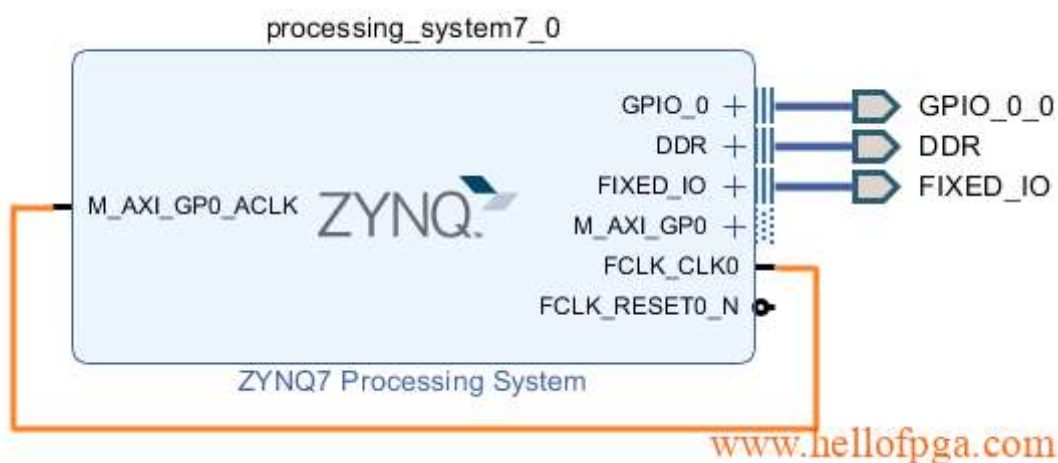 processing_system7_0
GPIO_0
GPIO_0_0
DDR
DDR
FIXED_IO
FIXED_IO
M_AXI_GP0_ACLK
ZYNQ
M_AXI_GP0
FCLK_CLK0
FCLK_RESET0_N
ZYNQ7 Processing System
www.hellofpga.com